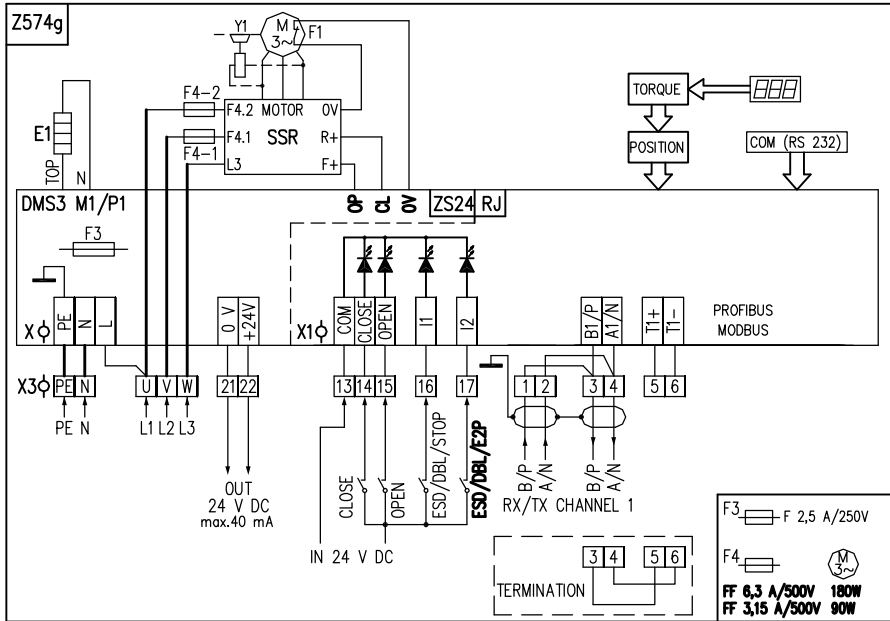 Z574g
Y1
M
3~
F1
F4-2
F4.2 MOTOR 0V
TORQUE
E1
F4.1 SSR R+
F4-1
L3 F+
POSITION
COM (RS 232)
TOP
N
OP
CL
0V
DMS3 M1/P1
ZS24 RJ
F3
PE
N
L
0 V
+24V
COM
CLOSE
OPEN
I1
I2
B1/P
A1/N
T1+
T1-
PROFIBUS
MODBUS
X
X1
X3
PE N U V W 21 22 13 14 15 16 17 1 2 3 4 5 6
PE N L1 L2 L3
OUT
24 V DC
max.40 mA
CLOSE
OPEN
ESD/DBL/STOP
ESD/DBL/E2P
B/P
A/N
B/P
A/N
RX/TX CHANNEL 1
IN 24 V DC
3 4 5 6
TERMINATION
F3 F 2,5 A/250V
F4 M
3~
FF 6,3 A/500V 180W
FF 3,15 A/500V 90W